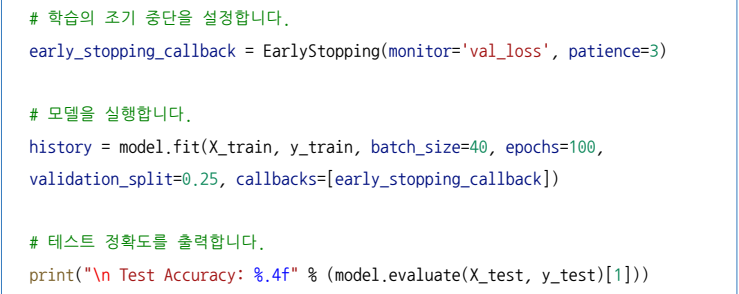 # 학습의 조기 중단을 설정합니다.
early_stopping_callback = EarlyStopping(monitor='val_loss', patience=3)
# 모델을 실행합니다.
history = model.fit(X_train, y_train, batch_size=40, epochs=100,
validation_split=0.25, callbacks=[early_stopping_callback])
# 테스트 정확도를 출력합니다.
print("\n Test Accuracy: %.4f" % (model.evaluate(X_test, y_test)[1]))